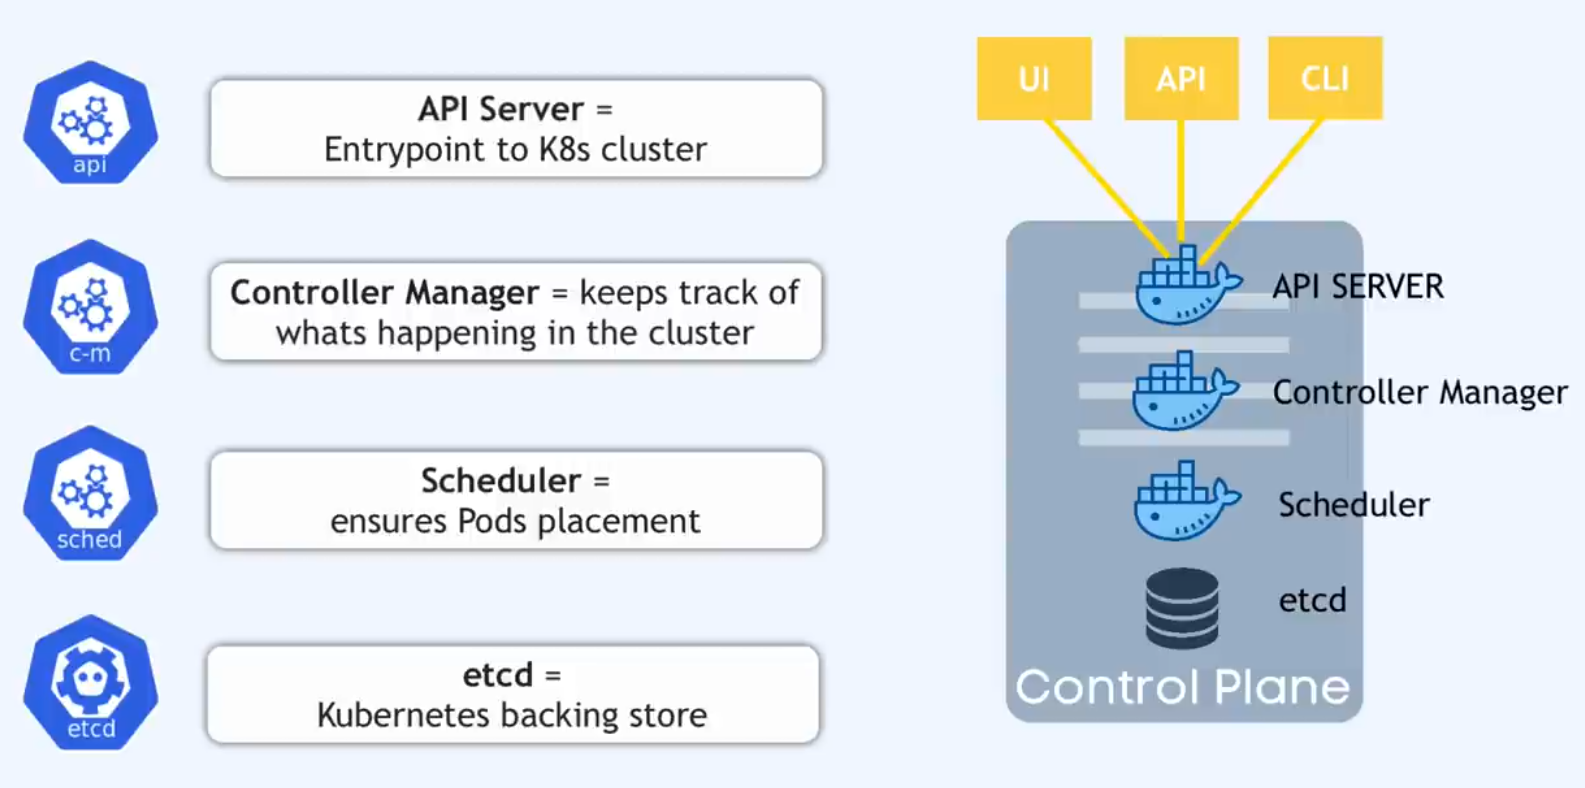 api
API Server =
Entrypoint to K8s cluster
c-m
Controller Manager = keeps track of
whats happening in the cluster
sched
Scheduler =
ensures Pods placement
etcd
etcd =
Kubernetes backing store
UI
API
CLI
API SERVER
Controller Manager
Scheduler
etcd
Control Plane